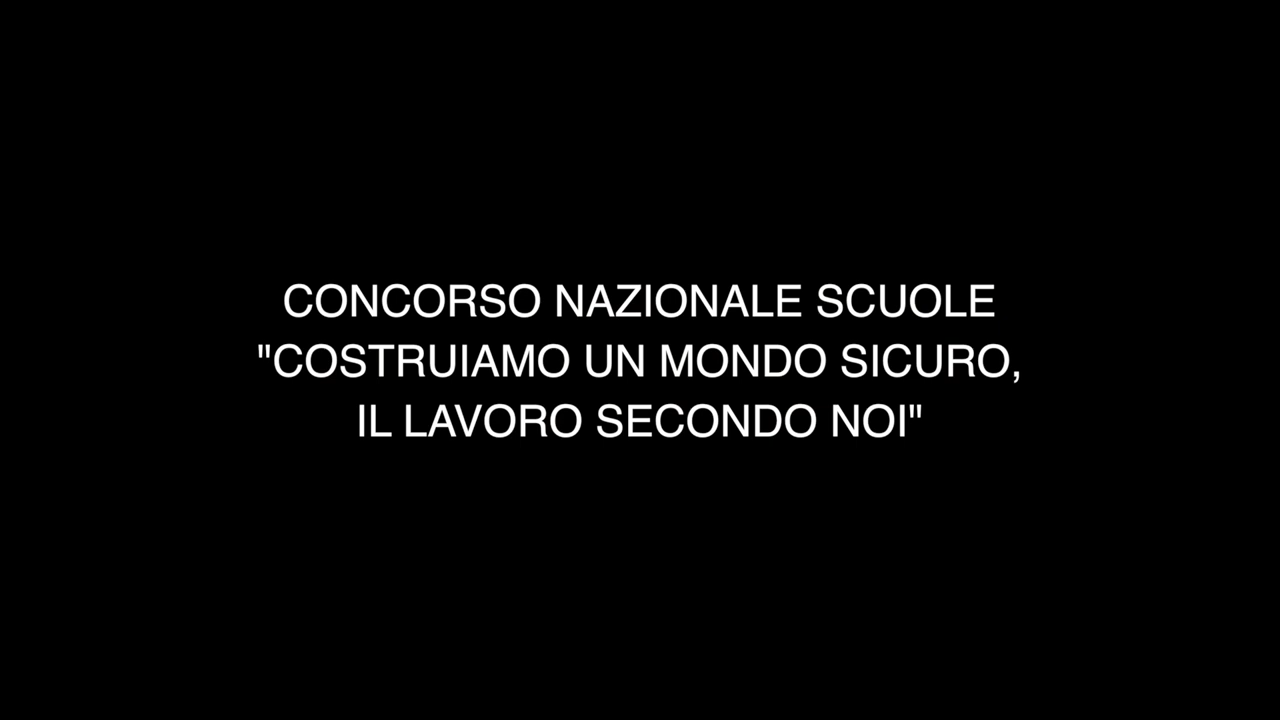 CONCORSO NAZIONALE SCUOLE
"COSTRUIAMO UN MONDO SICURO,
IL LAVORO SECONDO NOI"